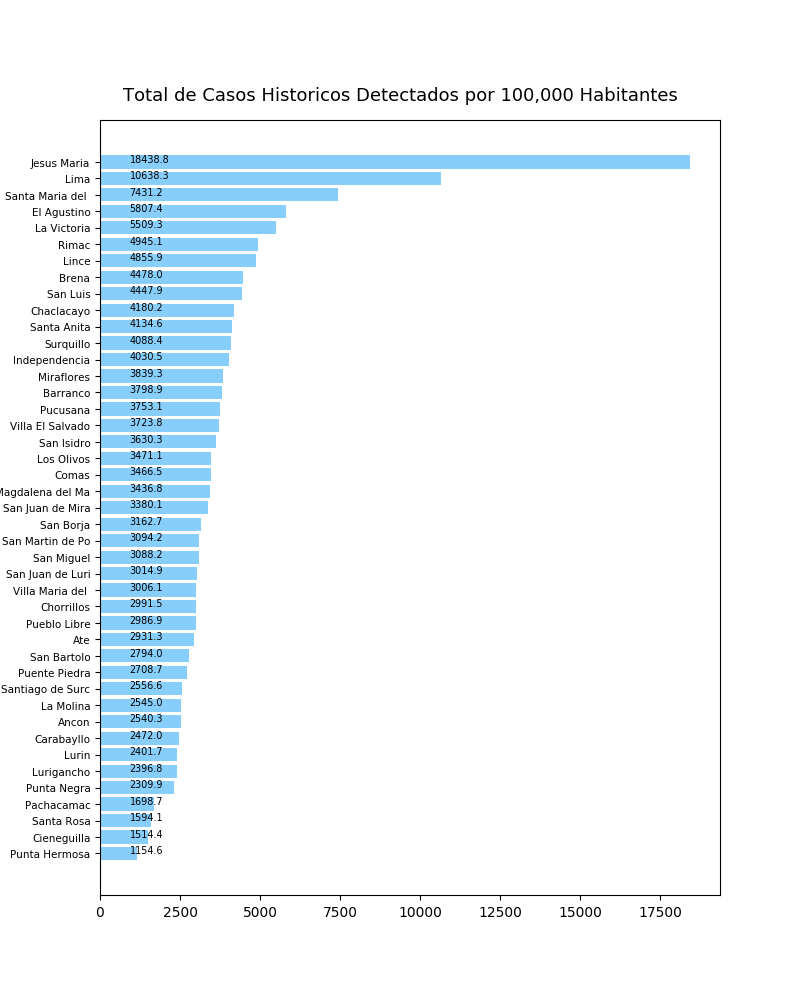 Total de Casos Historicos Detectados por 100,000 Habitantes
Jesus Maria 18438.8
Lima 10638.3
Santa Maria del 7431.2
El Agustino 5807.4
La Victoria 5509.3
Rimac 4945.1
Lince 4855.9
Brena 4478.0
San Luis 4447.9
Chaclacayo 4180.2
Santa Anita 4134.6
Surquillo 4088.4
Independencia 4030.5
Miraflores 3839.3
Barranco 3798.9
Pucusana 3753.1
Villa El Salvado 3723.8
San Isidro 3630.3
Los Olivos 3471.1
Comas 3466.5
Magdalena del Ma 3436.8
San Juan de Mira 3380.1
San Borja 3162.7
San Martin de Po 3094.2
San Miguel 3088.2
San Juan de Luri 3014.9
Villa Maria del 3006.1
Chorrillos 2991.5
Pueblo Libre 2986.9
Ate 2931.3
San Bartolo 2794.0
Puente Piedra 2708.7
Santiago de Surc 2556.6
La Molina 2545.0
Ancon 2540.3
Carabayllo 2472.0
Lurin 2401.7
Lurigancho 2396.8
Punta Negra 2309.9
Pachacamac 1698.7
Santa Rosa 1594.1
Cieneguilla 1514.4
Punta Hermosa 1154.6
0 2500 5000 7500 10000 12500 15000 17500